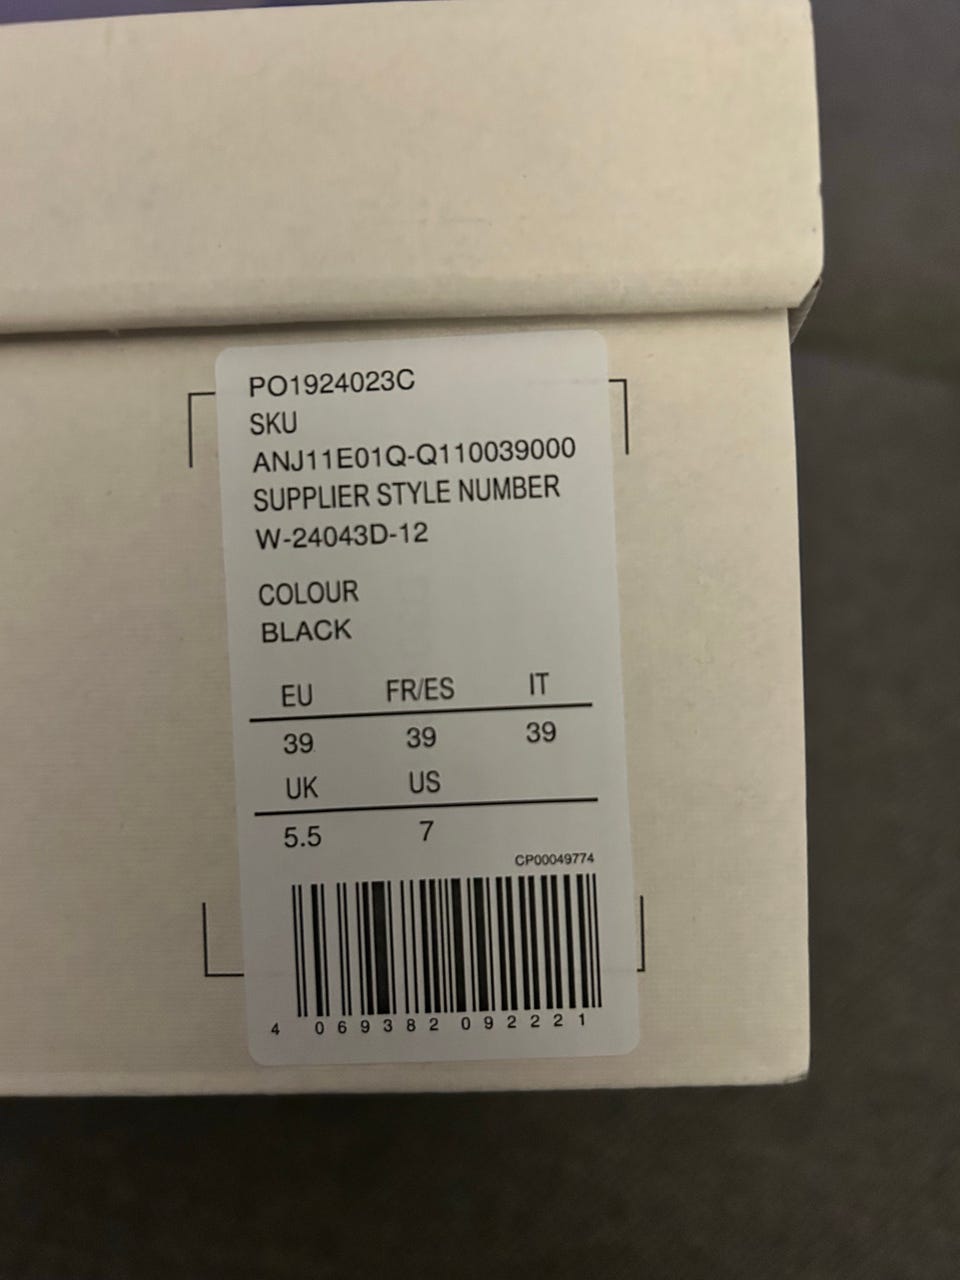 PO1924023C
SKU
ANJ11E01Q-Q110039000
SUPPLIER STYLE NUMBER
W-24043D-12
COLOUR
BLACK
EU FR/ES IT
39 39 39
UK US
5.5 7
CP00049774
4 069382 092221